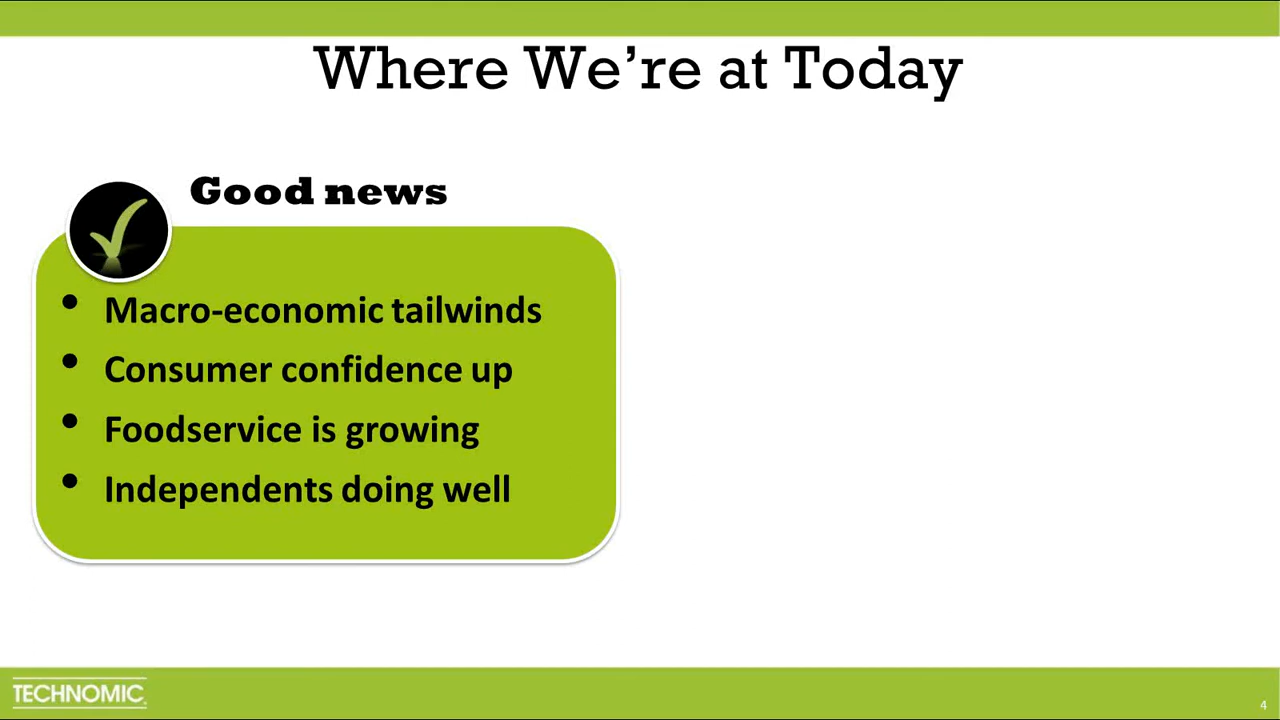 Where We’re at Today
Good news
• Macro-economic tailwinds
• Consumer confidence up
• Foodservice is growing
• Independents doing well
TECHNOMIC
4